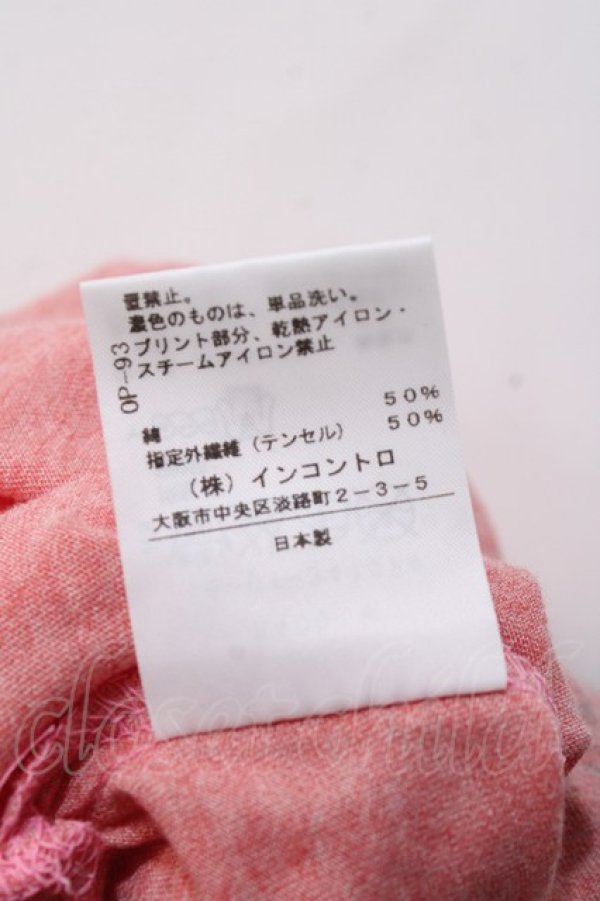 置禁止。
濃色のものは、単品洗い。
プリント部分、乾熱アイロン・
スチームアイロン禁止
OP-93
綿 50%
指定外繊維（テンセル） 50%
（株）インコントロ
大阪市中央区淡路町2-3-5
日本製
closet child